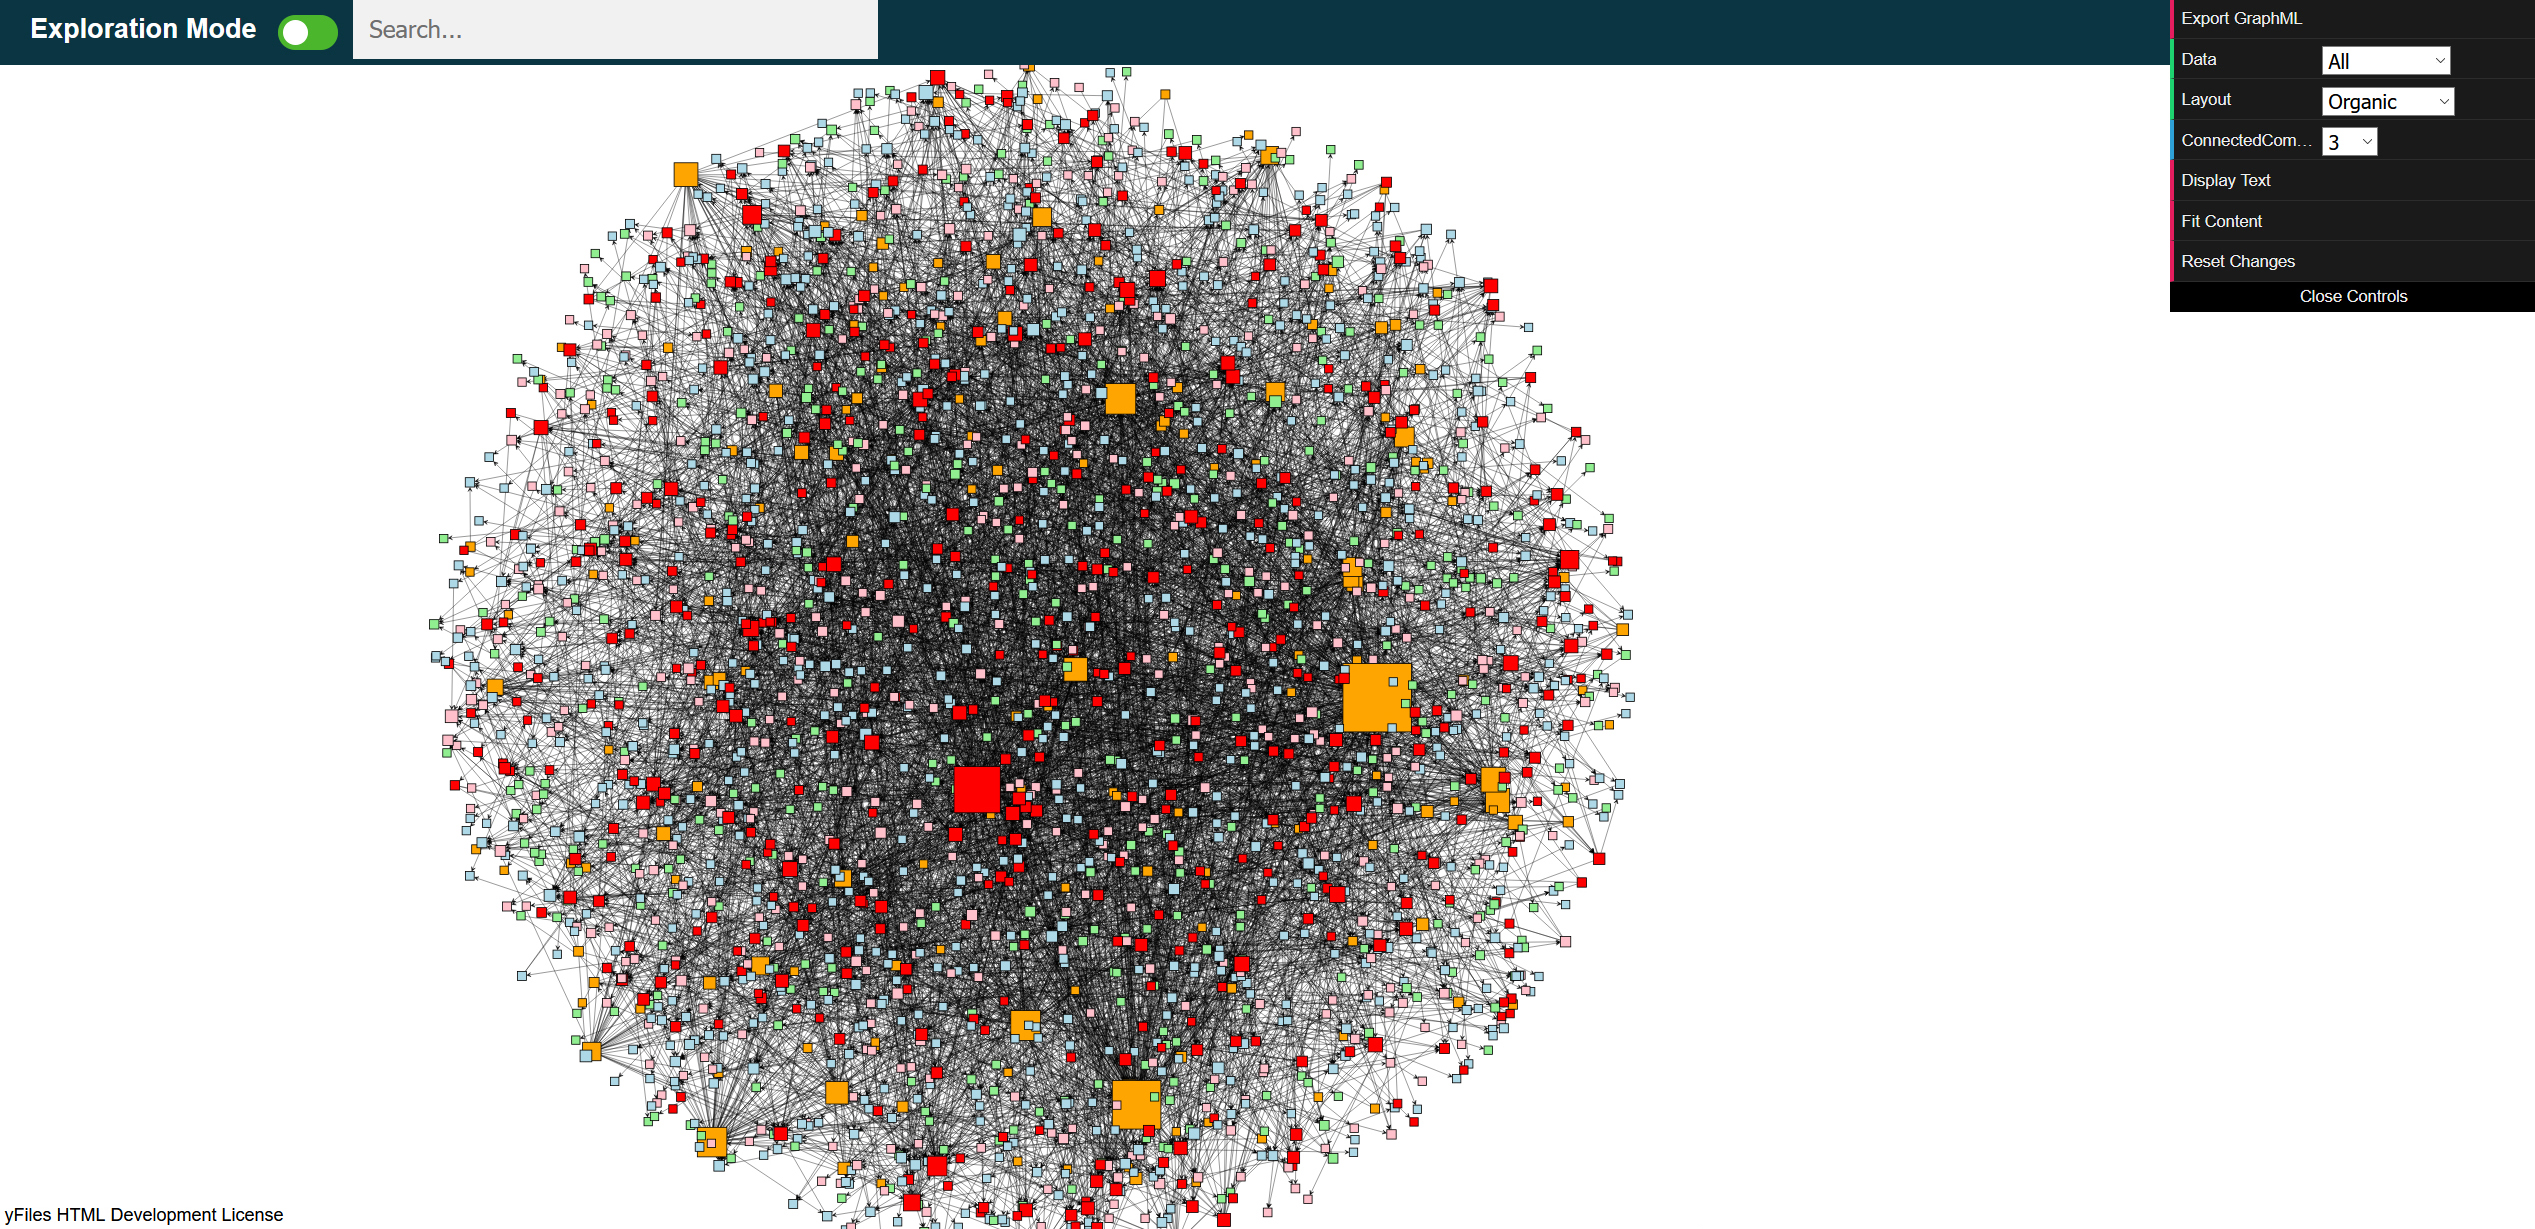 Exploration Mode
Search...
Export GraphML
Data All
Layout Organic
ConnectedCom... 3
Display Text
Fit Content
Reset Changes
Close Controls
yFiles HTML Development License